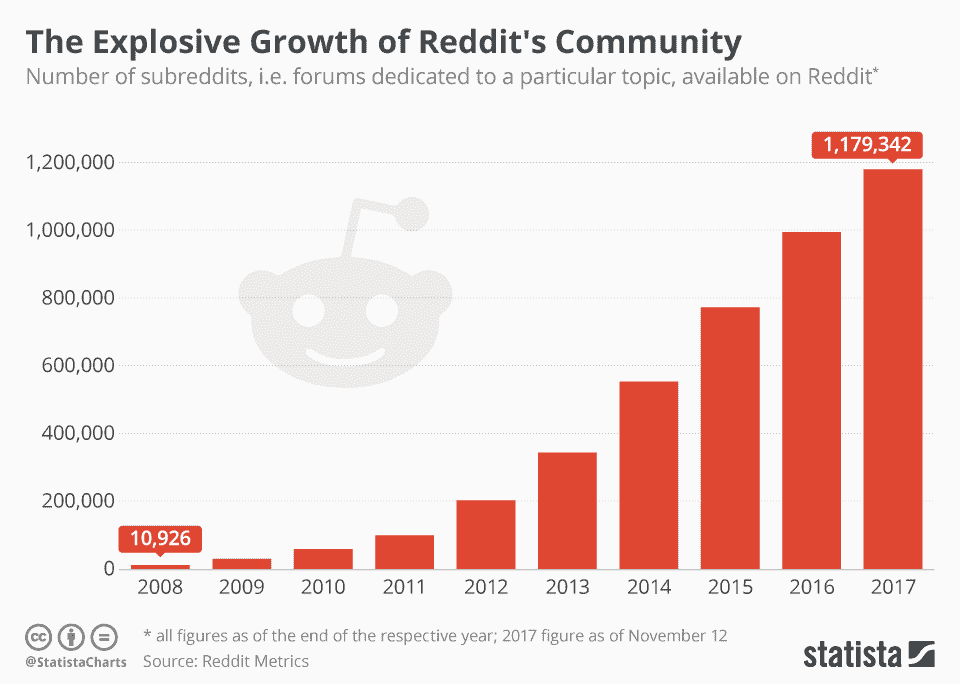 The Explosive Growth of Reddit's Community
Number of subreddits, i.e. forums dedicated to a particular topic, available on Reddit*
1,179,342
1,200,000
1,000,000
800,000
600,000
400,000
200,000
10,926
0
2008 2009 2010 2011 2012 2013 2014 2015 2016 2017
* all figures as of the end of the respective year; 2017 figure as of November 12
cc
@StatistaCharts
Source: Reddit Metrics
statista